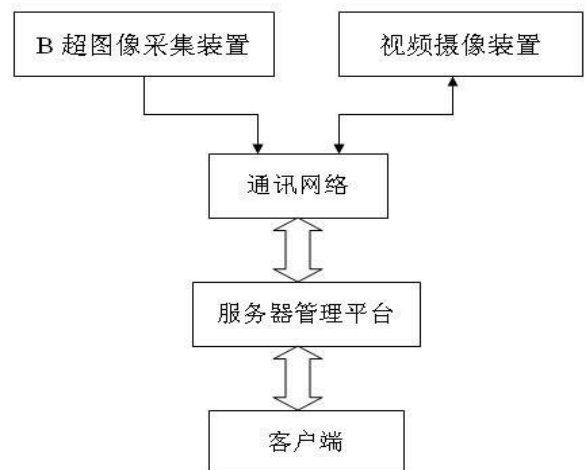 B 超图像采集装置
视频摄像装置
通讯网络
服务器管理平台
客户端